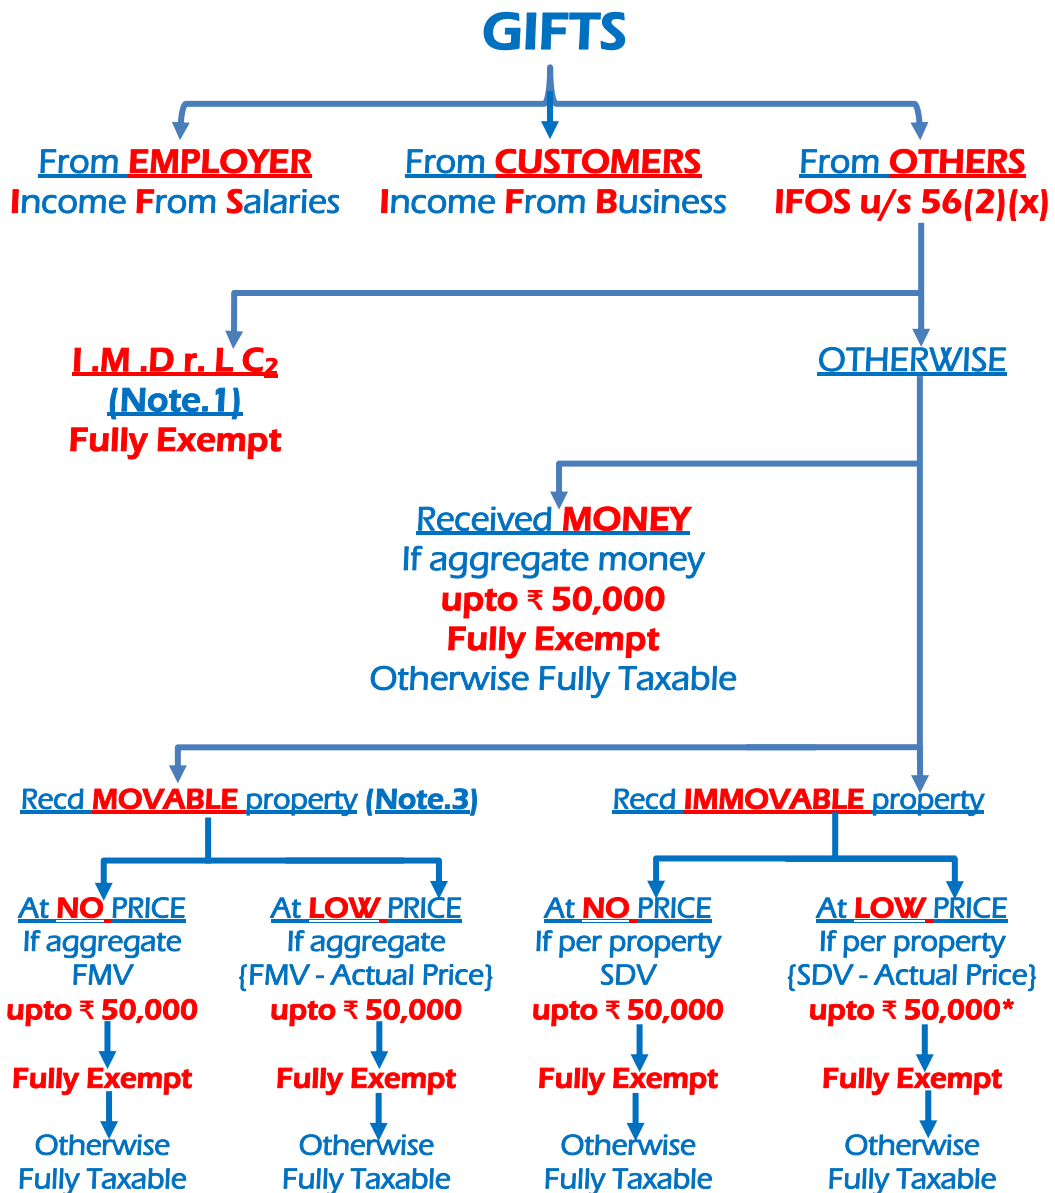 GIFTS
From EMPLOYER
Income From Salaries
From CUSTOMERS
Income From Business
From OTHERS
IFOS u/s 56(2)(x)
I .M .D r. L C₂
(Note.1)
Fully Exempt
OTHERWISE
Received MONEY
If aggregate money
upto ₹ 50,000
Fully Exempt
Otherwise Fully Taxable
Recd MOVABLE property (Note.3)
Recd IMMOVABLE property
At NO PRICE
If aggregate
FMV
upto ₹ 50,000
Fully Exempt
Otherwise
Fully Taxable
At LOW PRICE
If aggregate
{FMV - Actual Price}
upto ₹ 50,000
Fully Exempt
Otherwise
Fully Taxable
At NO PRICE
If per property
SDV
upto ₹ 50,000
Fully Exempt
Otherwise
Fully Taxable
At LOW PRICE
If per property
{SDV - Actual Price}
upto ₹ 50,000*
Fully Exempt
Otherwise
Fully Taxable